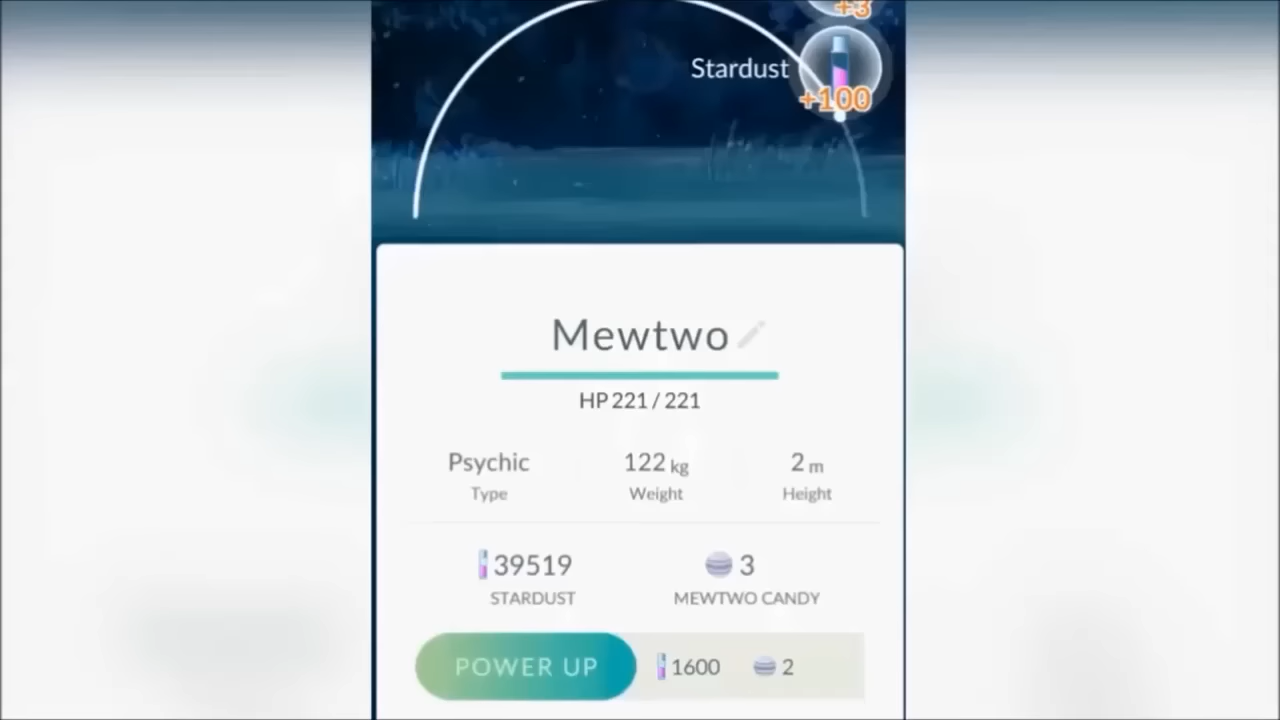 +3
Stardust
+100
Mewtwo
HP 221 / 221
Psychic 122 kg 2 m
Type Weight Height
39519 3
STARDUST MEWTWO CANDY
POWER UP 1600 2